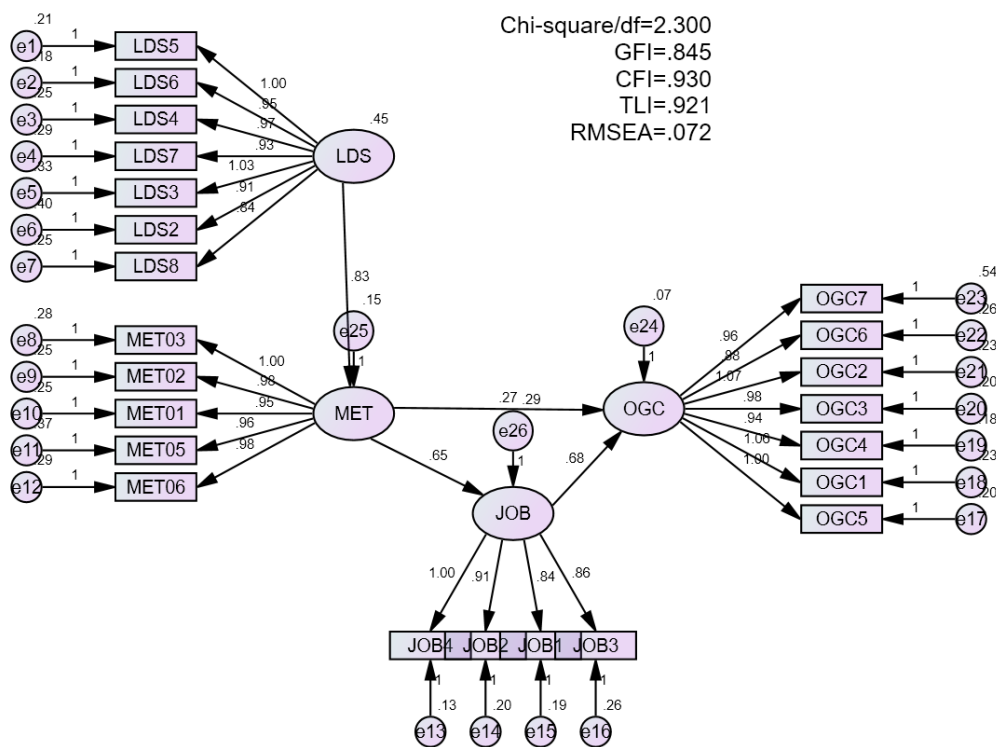 Chi-square/df=2.300
GFI=.845
CFI=.930
TLI=.921
RMSEA=.072
.21
e1 1 LDS5
.18
e2 1 LDS6
.25
e3 1 LDS4
.29
e4 1 LDS7
.33
e5 1 LDS3
.40
e6 1 LDS2
.25
e7 1 LDS8
1.00
.95
.97
.93
1.03
.91
.84
.45
LDS
.83
.15
e25
1
.28
e8 1 MET03
.25
e9 1 MET02
.25
e10 1 MET01
.37
e11 1 MET05
.29
e12 1 MET06
1.00
.98
.95
.96
.98
MET
.27 .29
.65
e26
1
JOB
.68
.07
e24
1
OGC
.96
.88
1.07
.98
.94
1.06
1.00
.54
OGC7 1 e23
.26
OGC6 1 e22
.23
OGC2 1 e21
.20
OGC3 1 e20
.18
OGC4 1 e19
.23
OGC1 1 e18
.20
OGC5 1 e17
1.00 .91 .84 .86
JOB4 JOB2 JOB1 JOB3
1 1 1 1
.13 .20 .19 .26
e13 e14 e15 e16